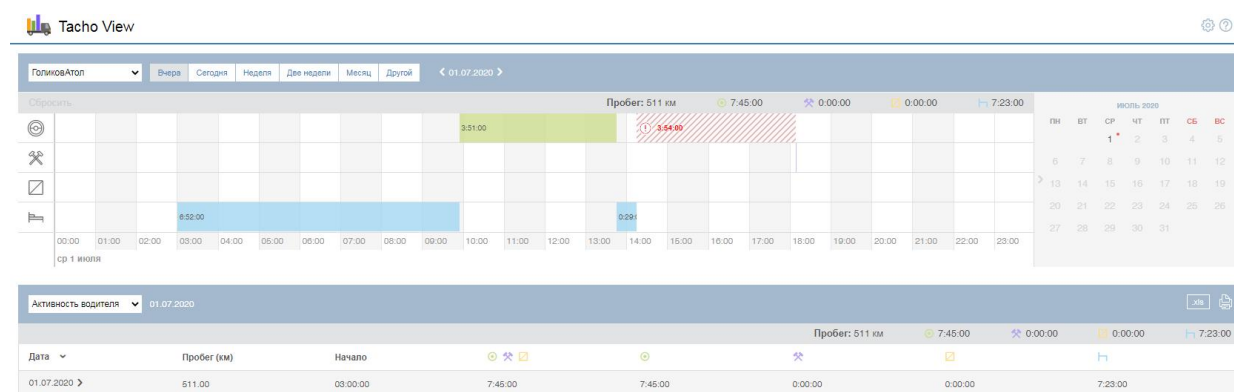 Tacho View
ГоликовАтол Вчера Сегодня Неделя Две недели Месяц Другой 01.07.2020
Сбросить Пробег: 511 км 7:45:00 0:00:00 0:00:00 7:23:00
ИЮЛЬ 2020
ПН ВТ СР ЧТ ПТ СБ ВС
1 * 2 3 4 5
6 7 8 9 10 11 12
13 14 15 16 17 18 19
20 21 22 23 24 25 26
27 28 29 30 31
3:51:00 3:54:00
6:52:00 0:29:
00:00 01:00 02:00 03:00 04:00 05:00 06:00 07:00 08:00 09:00 10:00 11:00 12:00 13:00 14:00 15:00 16:00 17:00 18:00 19:00 20:00 21:00 22:00 23:00
ср 1 июля
Активность водителя 01.07.2020 .xls
Пробег: 511 км 7:45:00 0:00:00 0:00:00 7:23:00
Дата Пробег (км) Начало
01.07.2020 511.00 03:00:00 7:45:00 7:45:00 0:00:00 0:00:00 7:23:00